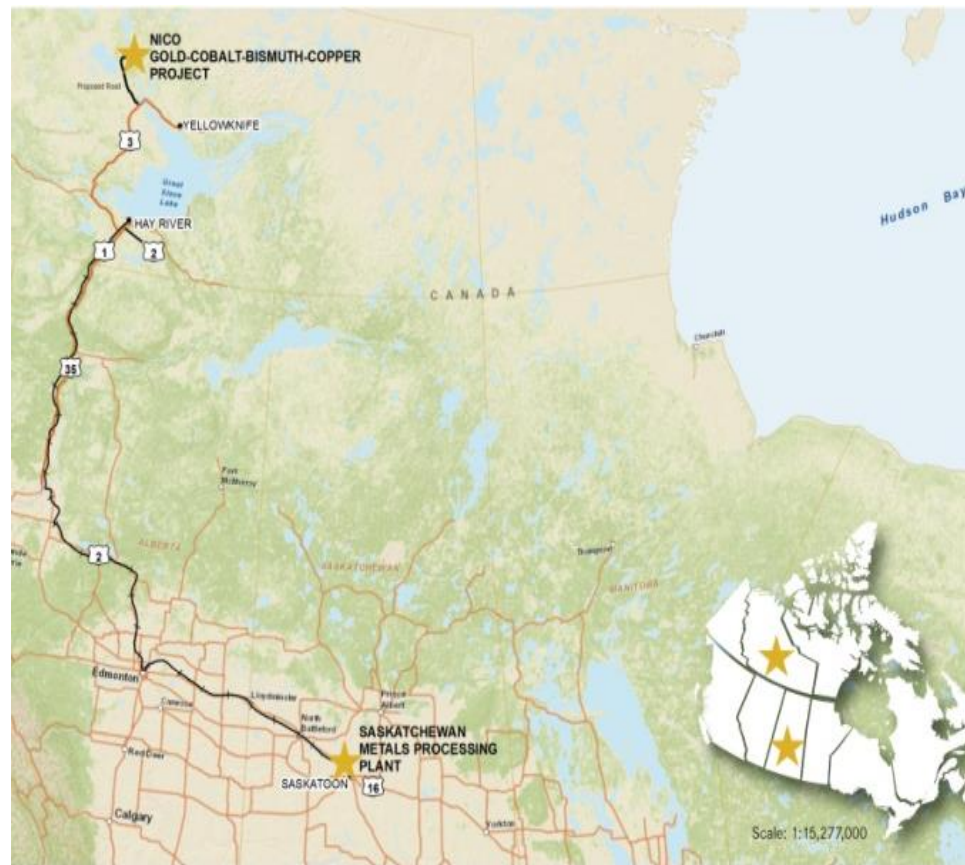 NICO
GOLD-COBALT-BISMUTH-COPPER
PROJECT
Proposed Road
YELLOWKNIFE
3
Great
Slave
Lake
HAY RIVER
1
2
Hudson Bay
CANADA
Churchill
35
Fort
McMurray
2
ALBERTA
SASKATCHEWAN
Thompson
MANITOBA
Edmonton
Lloydminster
Camrose
Prince
Albert
North
Battleford
SASKATCHEWAN
METALS PROCESSING
PLANT
Red Deer
SASKATOON
16
Calgary
Yorkton
Scale: 1:15,277,000